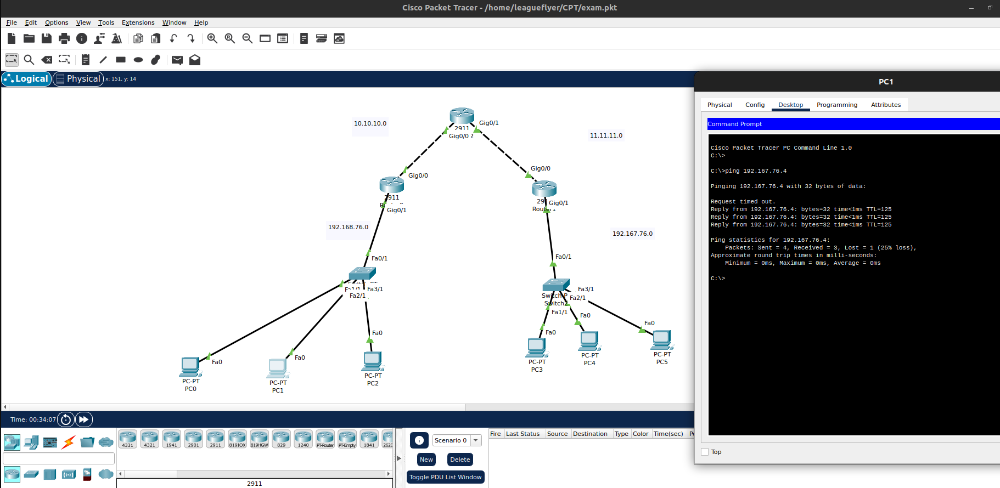 Cisco Packet Tracer - /home/leagueflyer/CPT/exam.pkt
File Edit Options View Tools Extensions Window Help
Logical Physical x: 151, y: 14
10.10.10.0
Gig0/1
2911
Gig0/0 2
11.11.11.0
Gig0/0
Gig0/0
2911
Gig0/1
Gig0/1
Router1
192.168.76.0
192.167.76.0
Fa0/1
Fa0/1
Fa1/1
Fa3/1
Fa2/1
Fa3/1
Switch-P
Fa2/1
Switch2
Fa1/1
Fa0
Fa0
Fa0
Fa0
Fa0
Fa0
PC-PT
PC0
PC-PT
PC1
PC-PT
PC2
PC-PT
PC3
PC-PT
PC4
PC-PT
PC5
PC1
Physical Config Desktop Programming Attributes
Command Prompt
Cisco Packet Tracer PC Command Line 1.0
C:\>
C:\>ping 192.167.76.4
Pinging 192.167.76.4 with 32 bytes of data:
Request timed out.
Reply from 192.167.76.4: bytes=32 time<1ms TTL=125
Reply from 192.167.76.4: bytes=32 time<1ms TTL=125
Reply from 192.167.76.4: bytes=32 time<1ms TTL=125
Ping statistics for 192.167.76.4:
Packets: Sent = 4, Received = 3, Lost = 1 (25% loss),
Approximate round trip times in milli-seconds:
Minimum = 0ms, Maximum = 0ms, Average = 0ms
C:\>
Top
Time: 00:34:07
4331 4321 1941 2901 2911 819IOX 819HGW 829 1240 PT-Router PT-Empty 1841 2620
2911
Scenario 0
New Delete
Toggle PDU List Window
Fire Last Status Source Destination Type Color Time(sec)